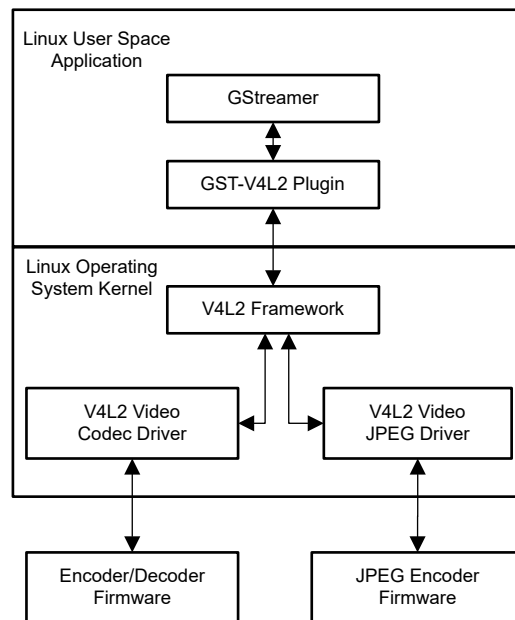 Linux User Space
Application
GStreamer
GST-V4L2 Plugin
Linux Operating
System Kernel
V4L2 Framework
V4L2 Video
Codec Driver
V4L2 Video
JPEG Driver
Encoder/Decoder
Firmware
JPEG Encoder
Firmware